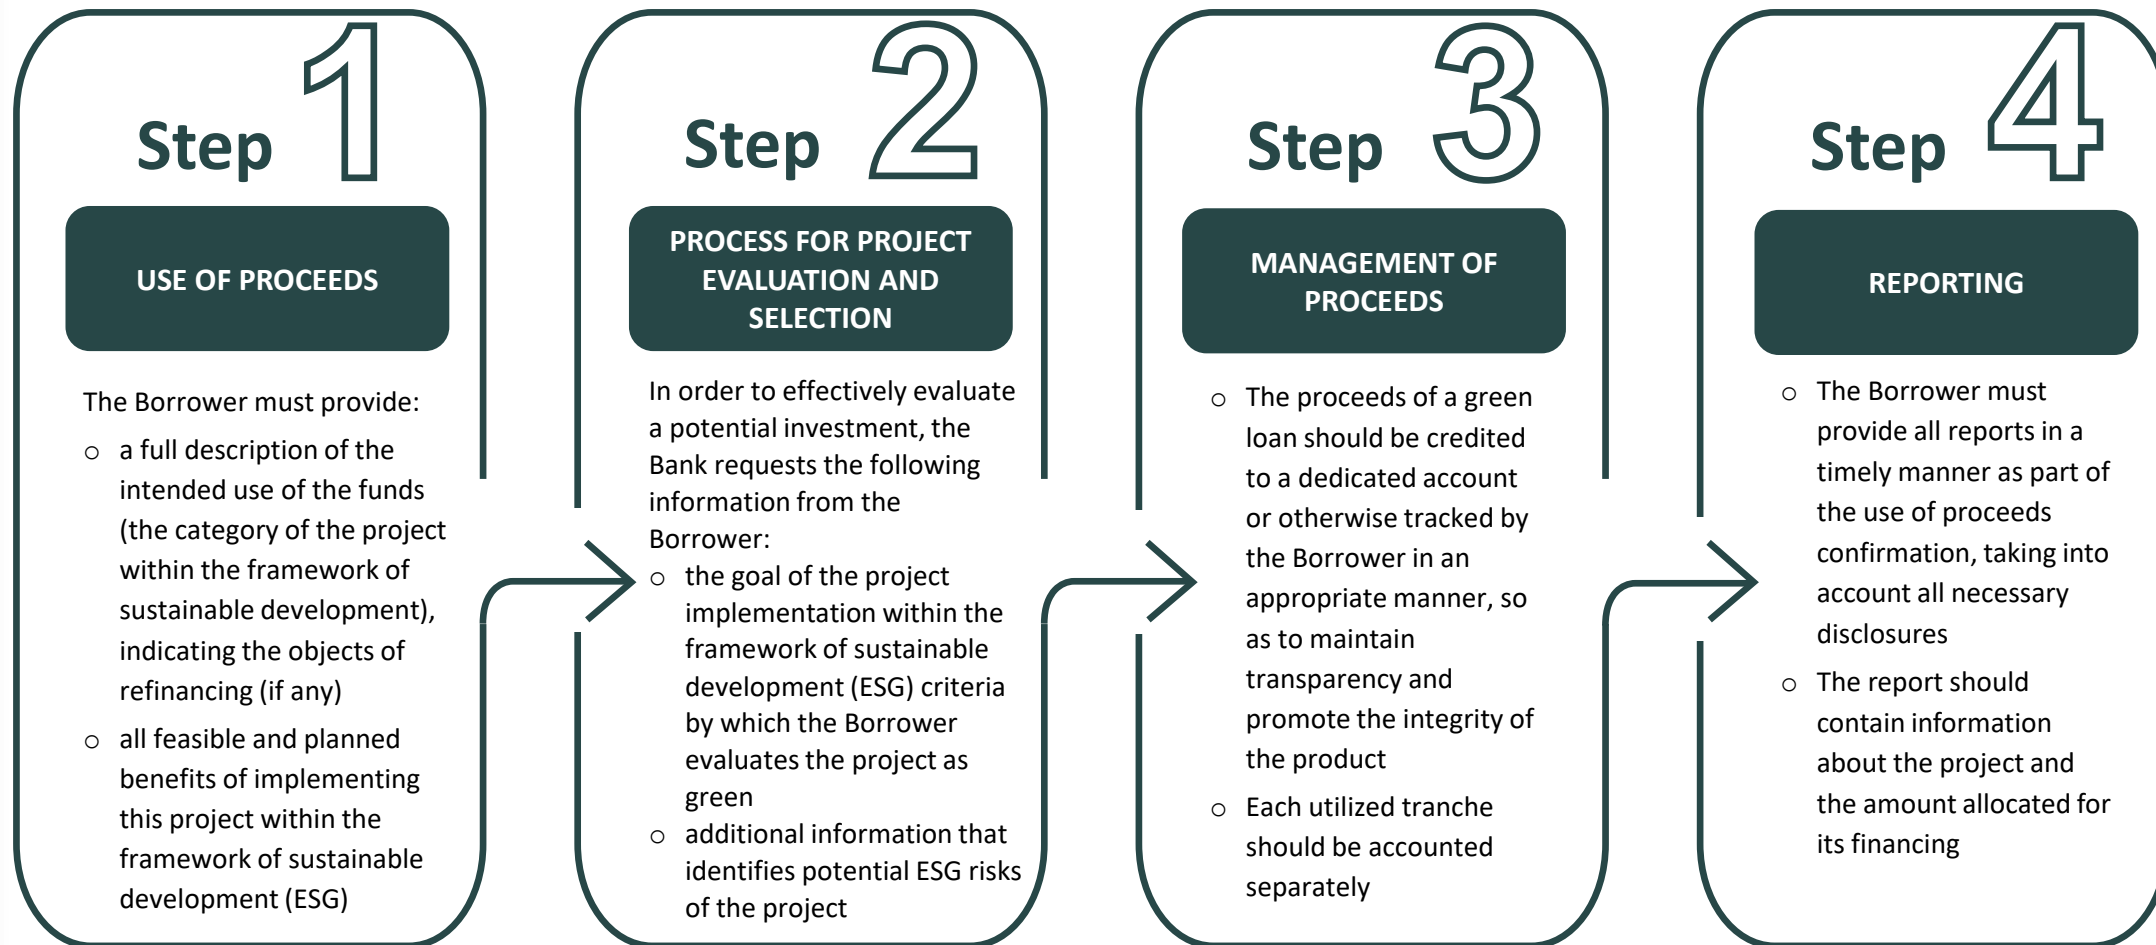 Step 1
USE OF PROCEEDS
The Borrower must provide:
o a full description of the
intended use of the funds
(the category of the project
within the framework of
sustainable development),
indicating the objects of
refinancing (if any)
o all feasible and planned
benefits of implementing
this project within the
framework of sustainable
development (ESG)
Step 2
PROCESS FOR PROJECT
EVALUATION AND
SELECTION
In order to effectively evaluate
a potential investment, the
Bank requests the following
information from the
Borrower:
o the goal of the project
implementation within the
framework of sustainable
development (ESG) criteria
by which the Borrower
evaluates the project as
green
o additional information that
identifies potential ESG risks
of the project
Step 3
MANAGEMENT OF
PROCEEDS
o The proceeds of a green
loan should be credited
to a dedicated account
or otherwise tracked by
the Borrower in an
appropriate manner, so
as to maintain
transparency and
promote the integrity of
the product
o Each utilized tranche
should be accounted
separately
Step 4
REPORTING
o The Borrower must
provide all reports in a
timely manner as part of
the use of proceeds
confirmation, taking into
account all necessary
disclosures
o The report should
contain information
about the project and
the amount allocated for
its financing